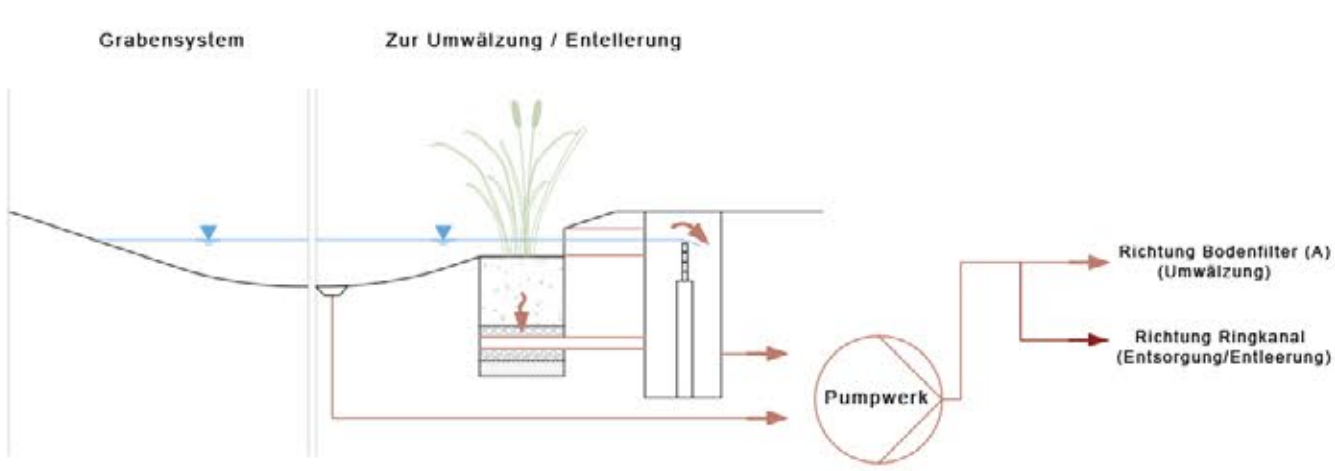 Grabensystem
Zur Umwälzung / Entellerung
Richtung Bodenfilter (A)
(Umwälzung)
Richtung Ringkanal
(Entsorgung/Entleerung)
Pumpwerk